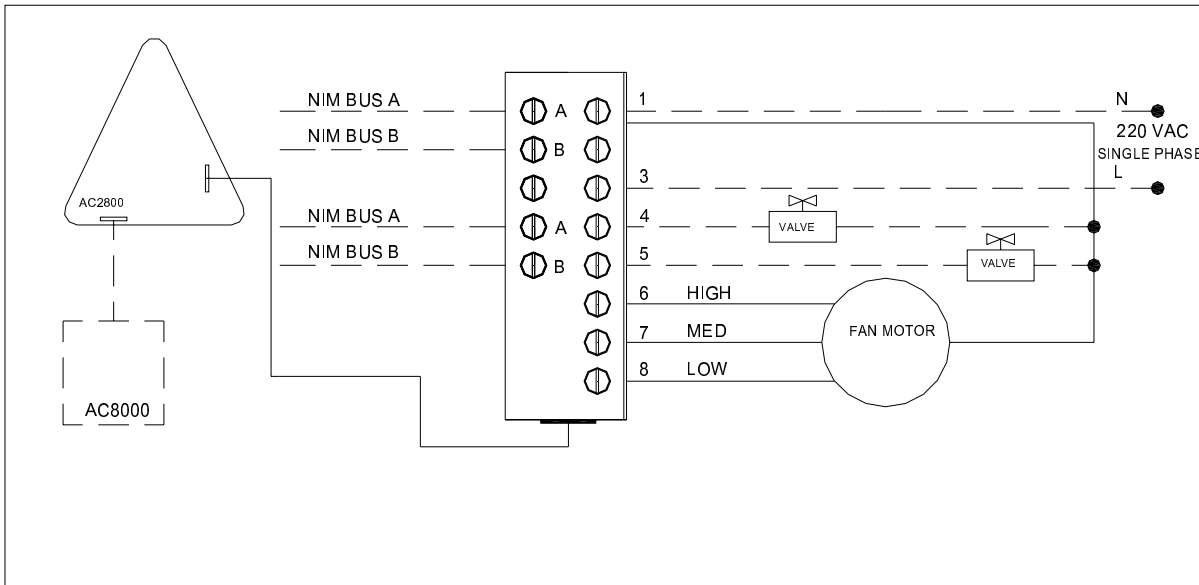 NIM BUS A
A
1
N
NIM BUS B
B
220 VAC
SINGLE PHASE
3
L
AC2800
NIM BUS A
A
4
VALVE
NIM BUS B
B
5
VALVE
6
HIGH
7
MED
FAN MOTOR
8
LOW
AC8000